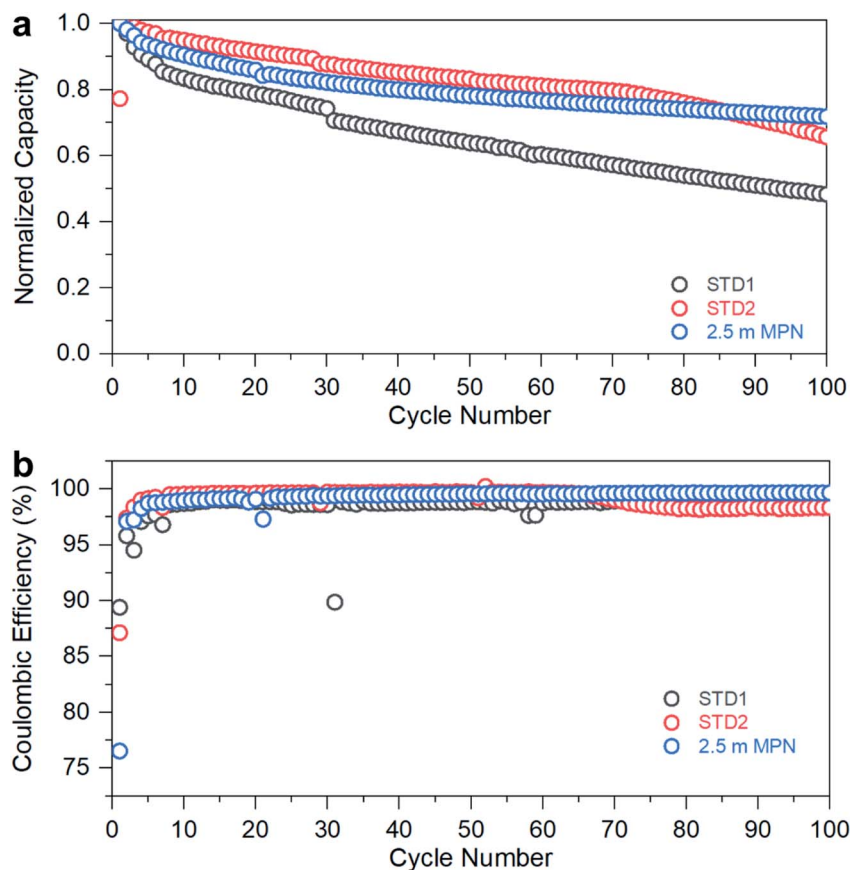 a
Normalized Capacity
1.0
0.8
0.6
0.4
0.2
0.0
STD1
STD2
2.5 m MPN
0 10 20 30 40 50 60 70 80 90 100
Cycle Number
b
Coulombic Efficiency (%)
100
95
90
85
80
75
STD1
STD2
2.5 m MPN
0 10 20 30 40 50 60 70 80 90 100
Cycle Number